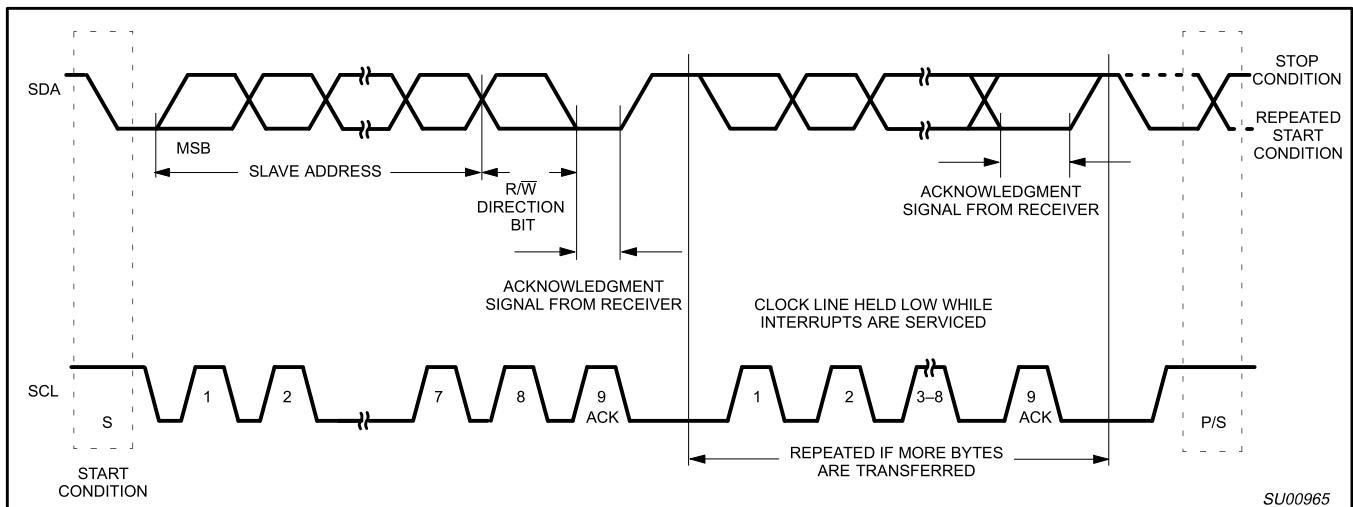 SDA
MSB
SLAVE ADDRESS
R/W̅
DIRECTION
BIT
ACKNOWLEDGMENT
SIGNAL FROM RECEIVER
CLOCK LINE HELD LOW WHILE
INTERRUPTS ARE SERVICED
ACKNOWLEDGMENT
SIGNAL FROM RECEIVER
STOP
CONDITION
REPEATED
START
CONDITION
SCL
S
1
2
7
8
9
ACK
1
2
3–8
9
ACK
P/S
START
CONDITION
REPEATED IF MORE BYTES
ARE TRANSFERRED
SU00965